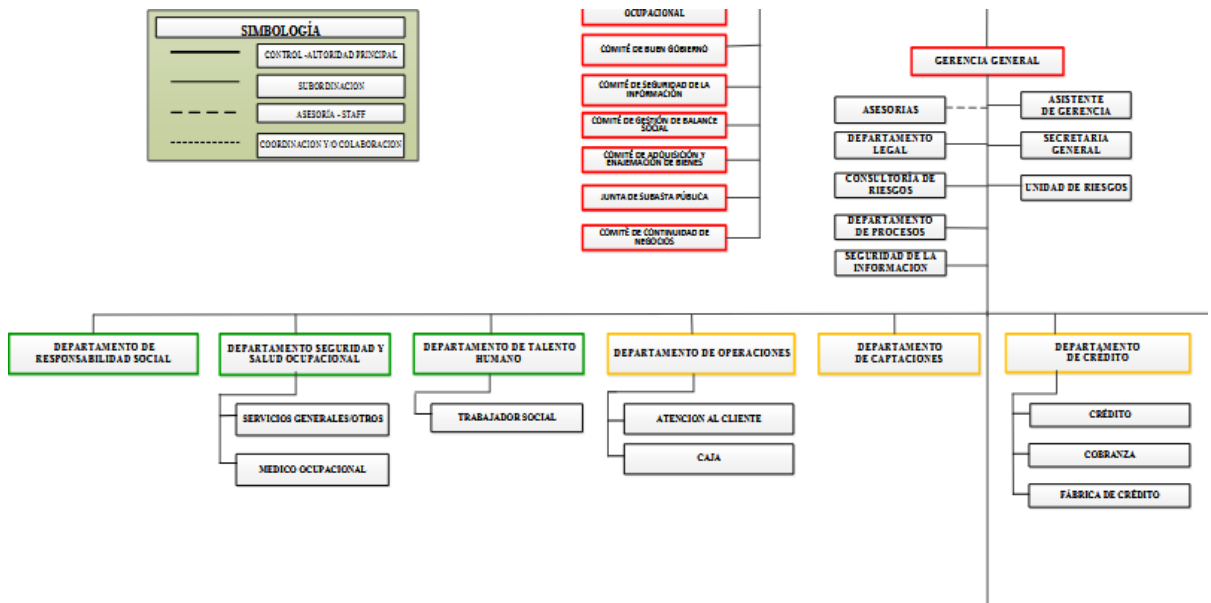 SIMBOLOGÍA
CONTROL -AUTORIDAD PRINCIPAL
SUBORDINACION
ASESORÍA - STAFF
COORDINACION Y/O COLABORACION
OCUPACIONAL
COMITÉ DE BUEN GOBIERNO
COMITÉ DE SEGURIDAD DE LA
INFORMACIÓN
COMITÉ DE GESTIÓN DE BALANCE
SOCIAL
COMITÉ DE ADQUISICIÓN Y
ENAJEMACIÓN DE BIENES
JUNTA DE SUBASTA PÚBLICA
COMITÉ DE CONTINUIDAD DE
NEGOCIOS
GERENCIA GENERAL
ASESORIAS
ASISTENTE
DE GERENCIA
DEPARTAMENTO
LEGAL
SECRETARIA
GENERAL
CONSULTORÍA DE
RIESGOS
UNIDAD DE RIESGOS
DEPARTAMENTO
DE PROCESOS
SEGURIDAD DE LA
INFORMACION
DEPARTAMENTO DE
RESPONSABILIDAD SOCIAL
DEPARTAMENTO SEGURIDAD Y
SALUD OCUPACIONAL
SERVICIOS GENERALES/OTROS
MEDICO OCUPACIONAL
DEPARTAMENTO DE TALENTO
HUMANO
TRABAJADOR SOCIAL
DEPARTAMENTO DE OPERACIONES
ATENCION AL CLIENTE
CAJA
DEPARTAMENTO
DE CAPTACIONES
DEPARTAMENTO
DE CRÉDITO
CRÉDITO
COBRANZA
FÁBRICA DE CRÉDITO